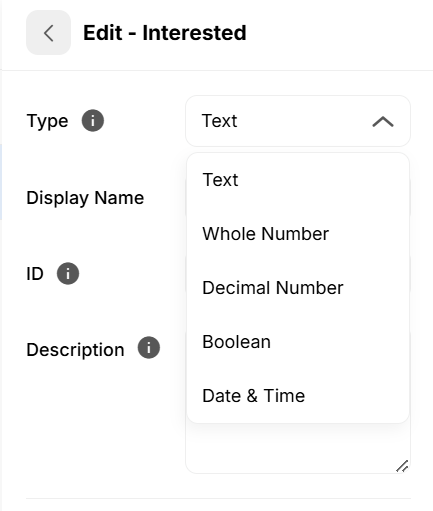 Edit - Interested
Type
Text
Text
Display Name
Whole Number
ID
Decimal Number
Description
Boolean
Date & Time